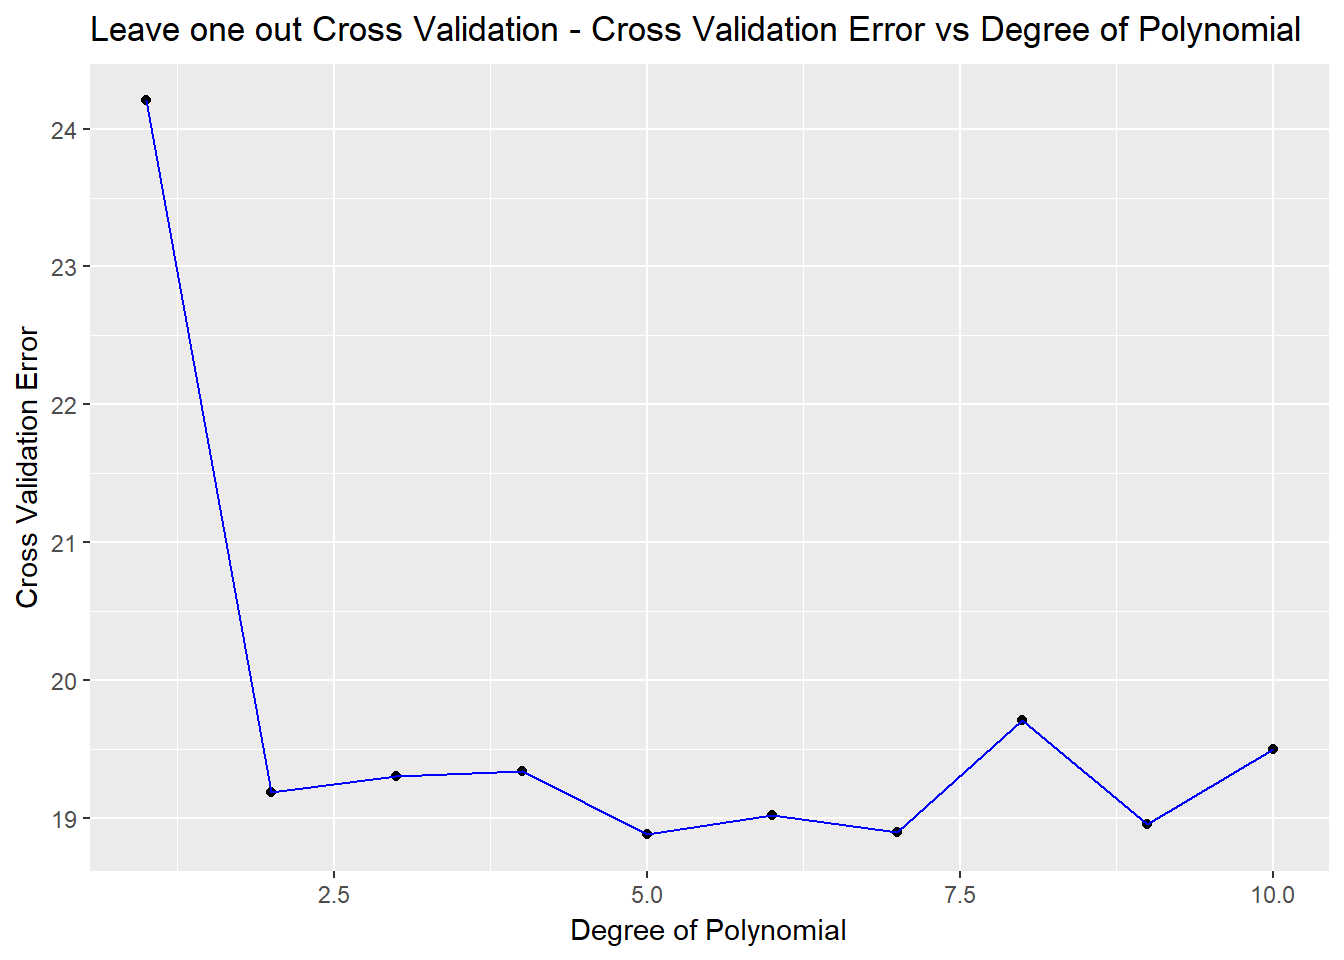 Leave one out Cross Validation - Cross Validation Error vs Degree of Polynomial
24
23
22
21
20
19
Cross Validation Error
2.5 5.0 7.5 10.0
Degree of Polynomial